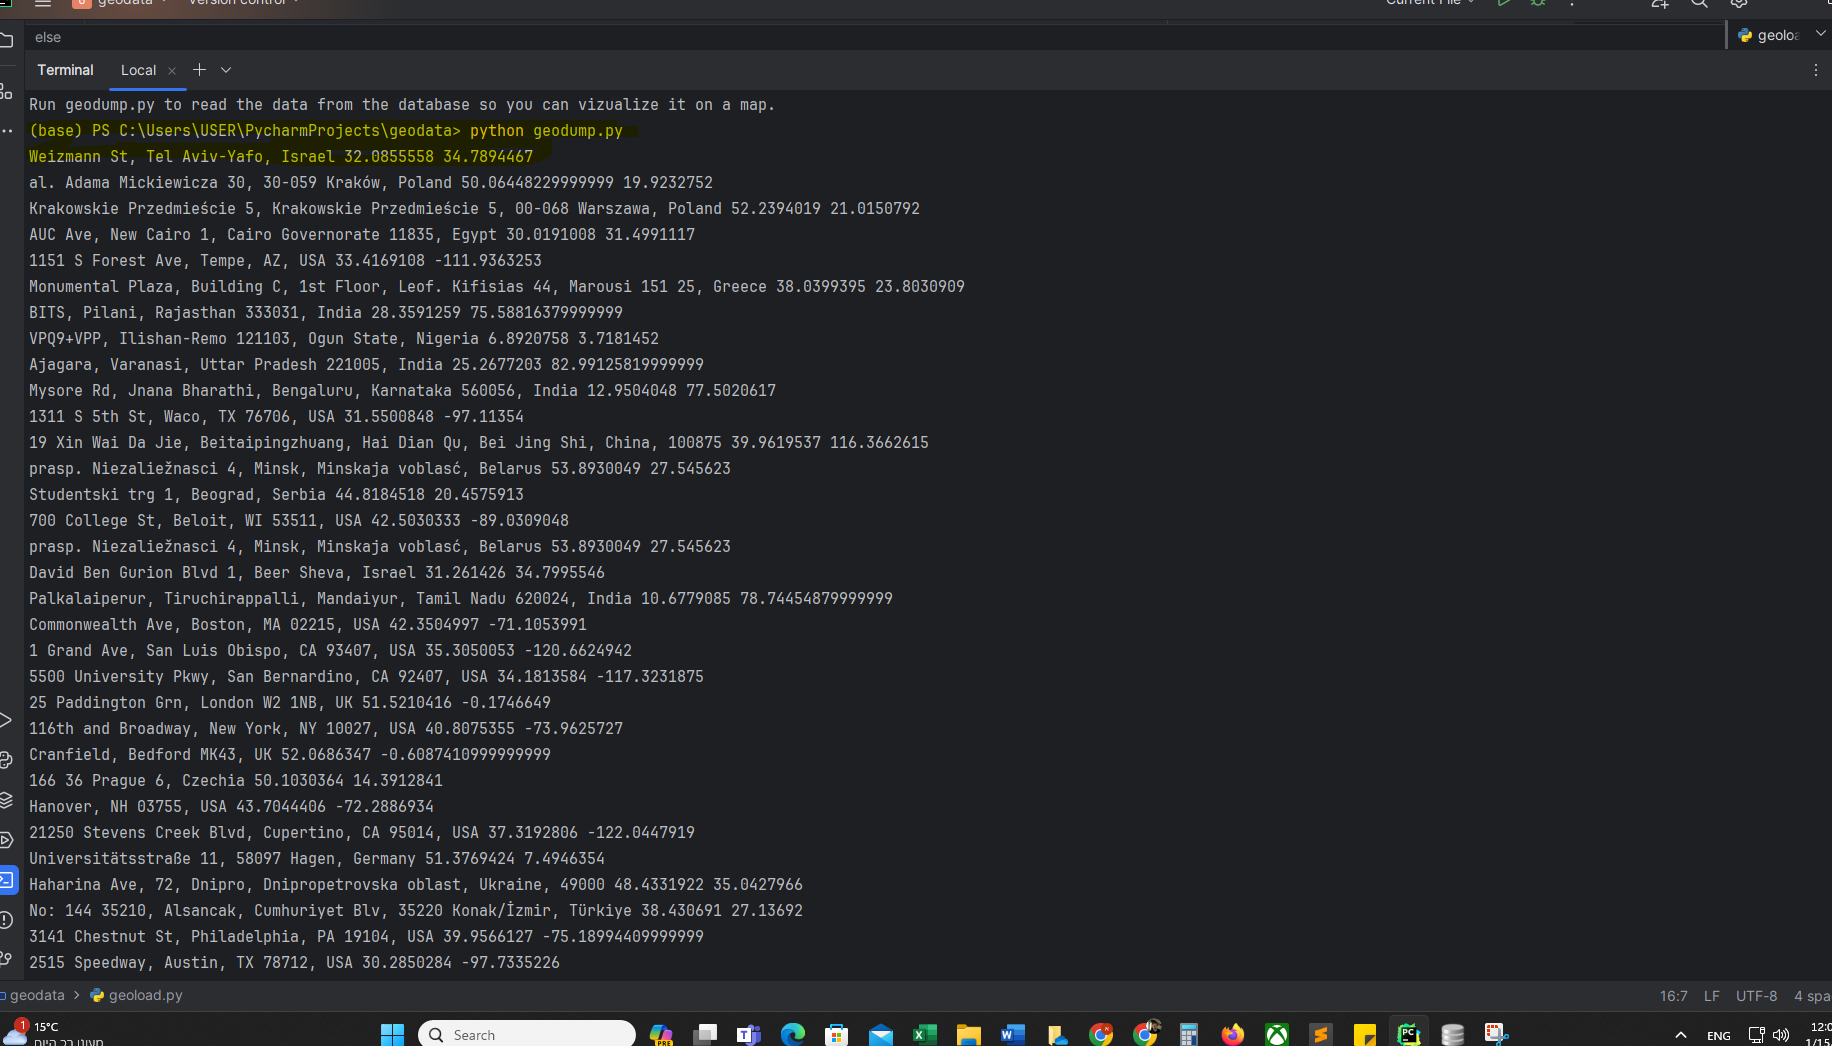 geodata
Version control
Current File
else
geoloa
Terminal Local
Run geodump.py to read the data from the database so you can vizualize it on a map.
(base) PS C:\Users\USER\PycharmProjects\geodata> python geodump.py
Weizmann St, Tel Aviv-Yafo, Israel 32.0855558 34.7894467
al. Adama Mickiewicza 30, 30-059 Kraków, Poland 50.06448229999999 19.9232752
Krakowskie Przedmieście 5, Krakowskie Przedmieście 5, 00-068 Warszawa, Poland 52.2394019 21.0150792
AUC Ave, New Cairo 1, Cairo Governorate 11835, Egypt 30.0191008 31.4991117
1151 S Forest Ave, Tempe, AZ, USA 33.4169108 -111.9363253
Monumental Plaza, Building C, 1st Floor, Leof. Kifisias 44, Marousi 151 25, Greece 38.0399395 23.8030909
BITS, Pilani, Rajasthan 333031, India 28.3591259 75.58816379999999
VPQ9+VPP, Ilishan-Remo 121103, Ogun State, Nigeria 6.8920758 3.7181452
Ajagara, Varanasi, Uttar Pradesh 221005, India 25.2677203 82.99125819999999
Mysore Rd, Jnana Bharathi, Bengaluru, Karnataka 560056, India 12.9504048 77.5020617
1311 S 5th St, Waco, TX 76706, USA 31.5500848 -97.11354
19 Xin Wai Da Jie, Beitaipingzhuang, Hai Dian Qu, Bei Jing Shi, China, 100875 39.9619537 116.3662615
prasp. Niezaliežnasci 4, Minsk, Minskaja voblasć, Belarus 53.8930049 27.545623
Studentski trg 1, Beograd, Serbia 44.8184518 20.4575913
700 College St, Beloit, WI 53511, USA 42.5030333 -89.0309048
prasp. Niezaliežnasci 4, Minsk, Minskaja voblasć, Belarus 53.8930049 27.545623
David Ben Gurion Blvd 1, Beer Sheva, Israel 31.261426 34.7995546
Palkalaiperur, Tiruchirappalli, Mandaiyur, Tamil Nadu 620024, India 10.6779085 78.74454879999999
Commonwealth Ave, Boston, MA 02215, USA 42.3504997 -71.1053991
1 Grand Ave, San Luis Obispo, CA 93407, USA 35.3050053 -120.6624942
5500 University Pkwy, San Bernardino, CA 92407, USA 34.1813584 -117.3231875
25 Paddington Grn, London W2 1NB, UK 51.5210416 -0.1746649
116th and Broadway, New York, NY 10027, USA 40.8075355 -73.9625727
Cranfield, Bedford MK43, UK 52.0686347 -0.6087410999999999
166 36 Prague 6, Czechia 50.1030364 14.3912841
Hanover, NH 03755, USA 43.7044406 -72.2886934
21250 Stevens Creek Blvd, Cupertino, CA 95014, USA 37.3192806 -122.0447919
Universitätsstraße 11, 58097 Hagen, Germany 51.3769424 7.4946354
Haharina Ave, 72, Dnipro, Dnipropetrovska oblast, Ukraine, 49000 48.4331922 35.0427966
No: 144 35210, Alsancak, Cumhuriyet Blv, 35220 Konak/İzmir, Türkiye 38.430691 27.13692
3141 Chestnut St, Philadelphia, PA 19104, USA 39.9566127 -75.18994409999999
2515 Speedway, Austin, TX 78712, USA 30.2850284 -97.7335226
geodata > geoload.py
16:7 LF UTF-8 4 spa
1
15°C
Search
PRE
ENG
12:0
1/15